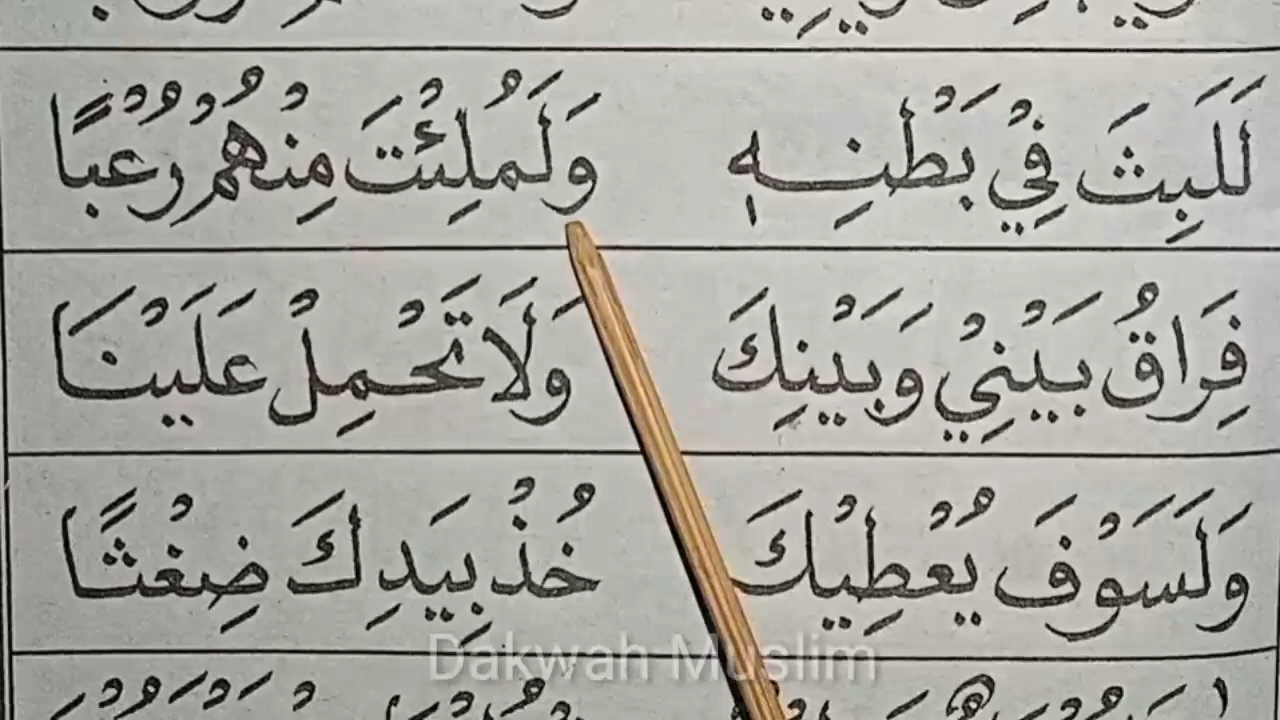 لَلَبِثَ فِيْ بَطْنِهٖ وَلَمُلِئْتَ مِنْهُمْ رُعْبًا
فِرَاقُ بَيْنِيْ وَبَيْنِكَ وَلَا تَحْمِلْ عَلَيْنَا
وَلَسَوْفَ يُعْطِيْكَ خُذْ بِيَدِكَ ضِغْثًا
Dakwah Muslim